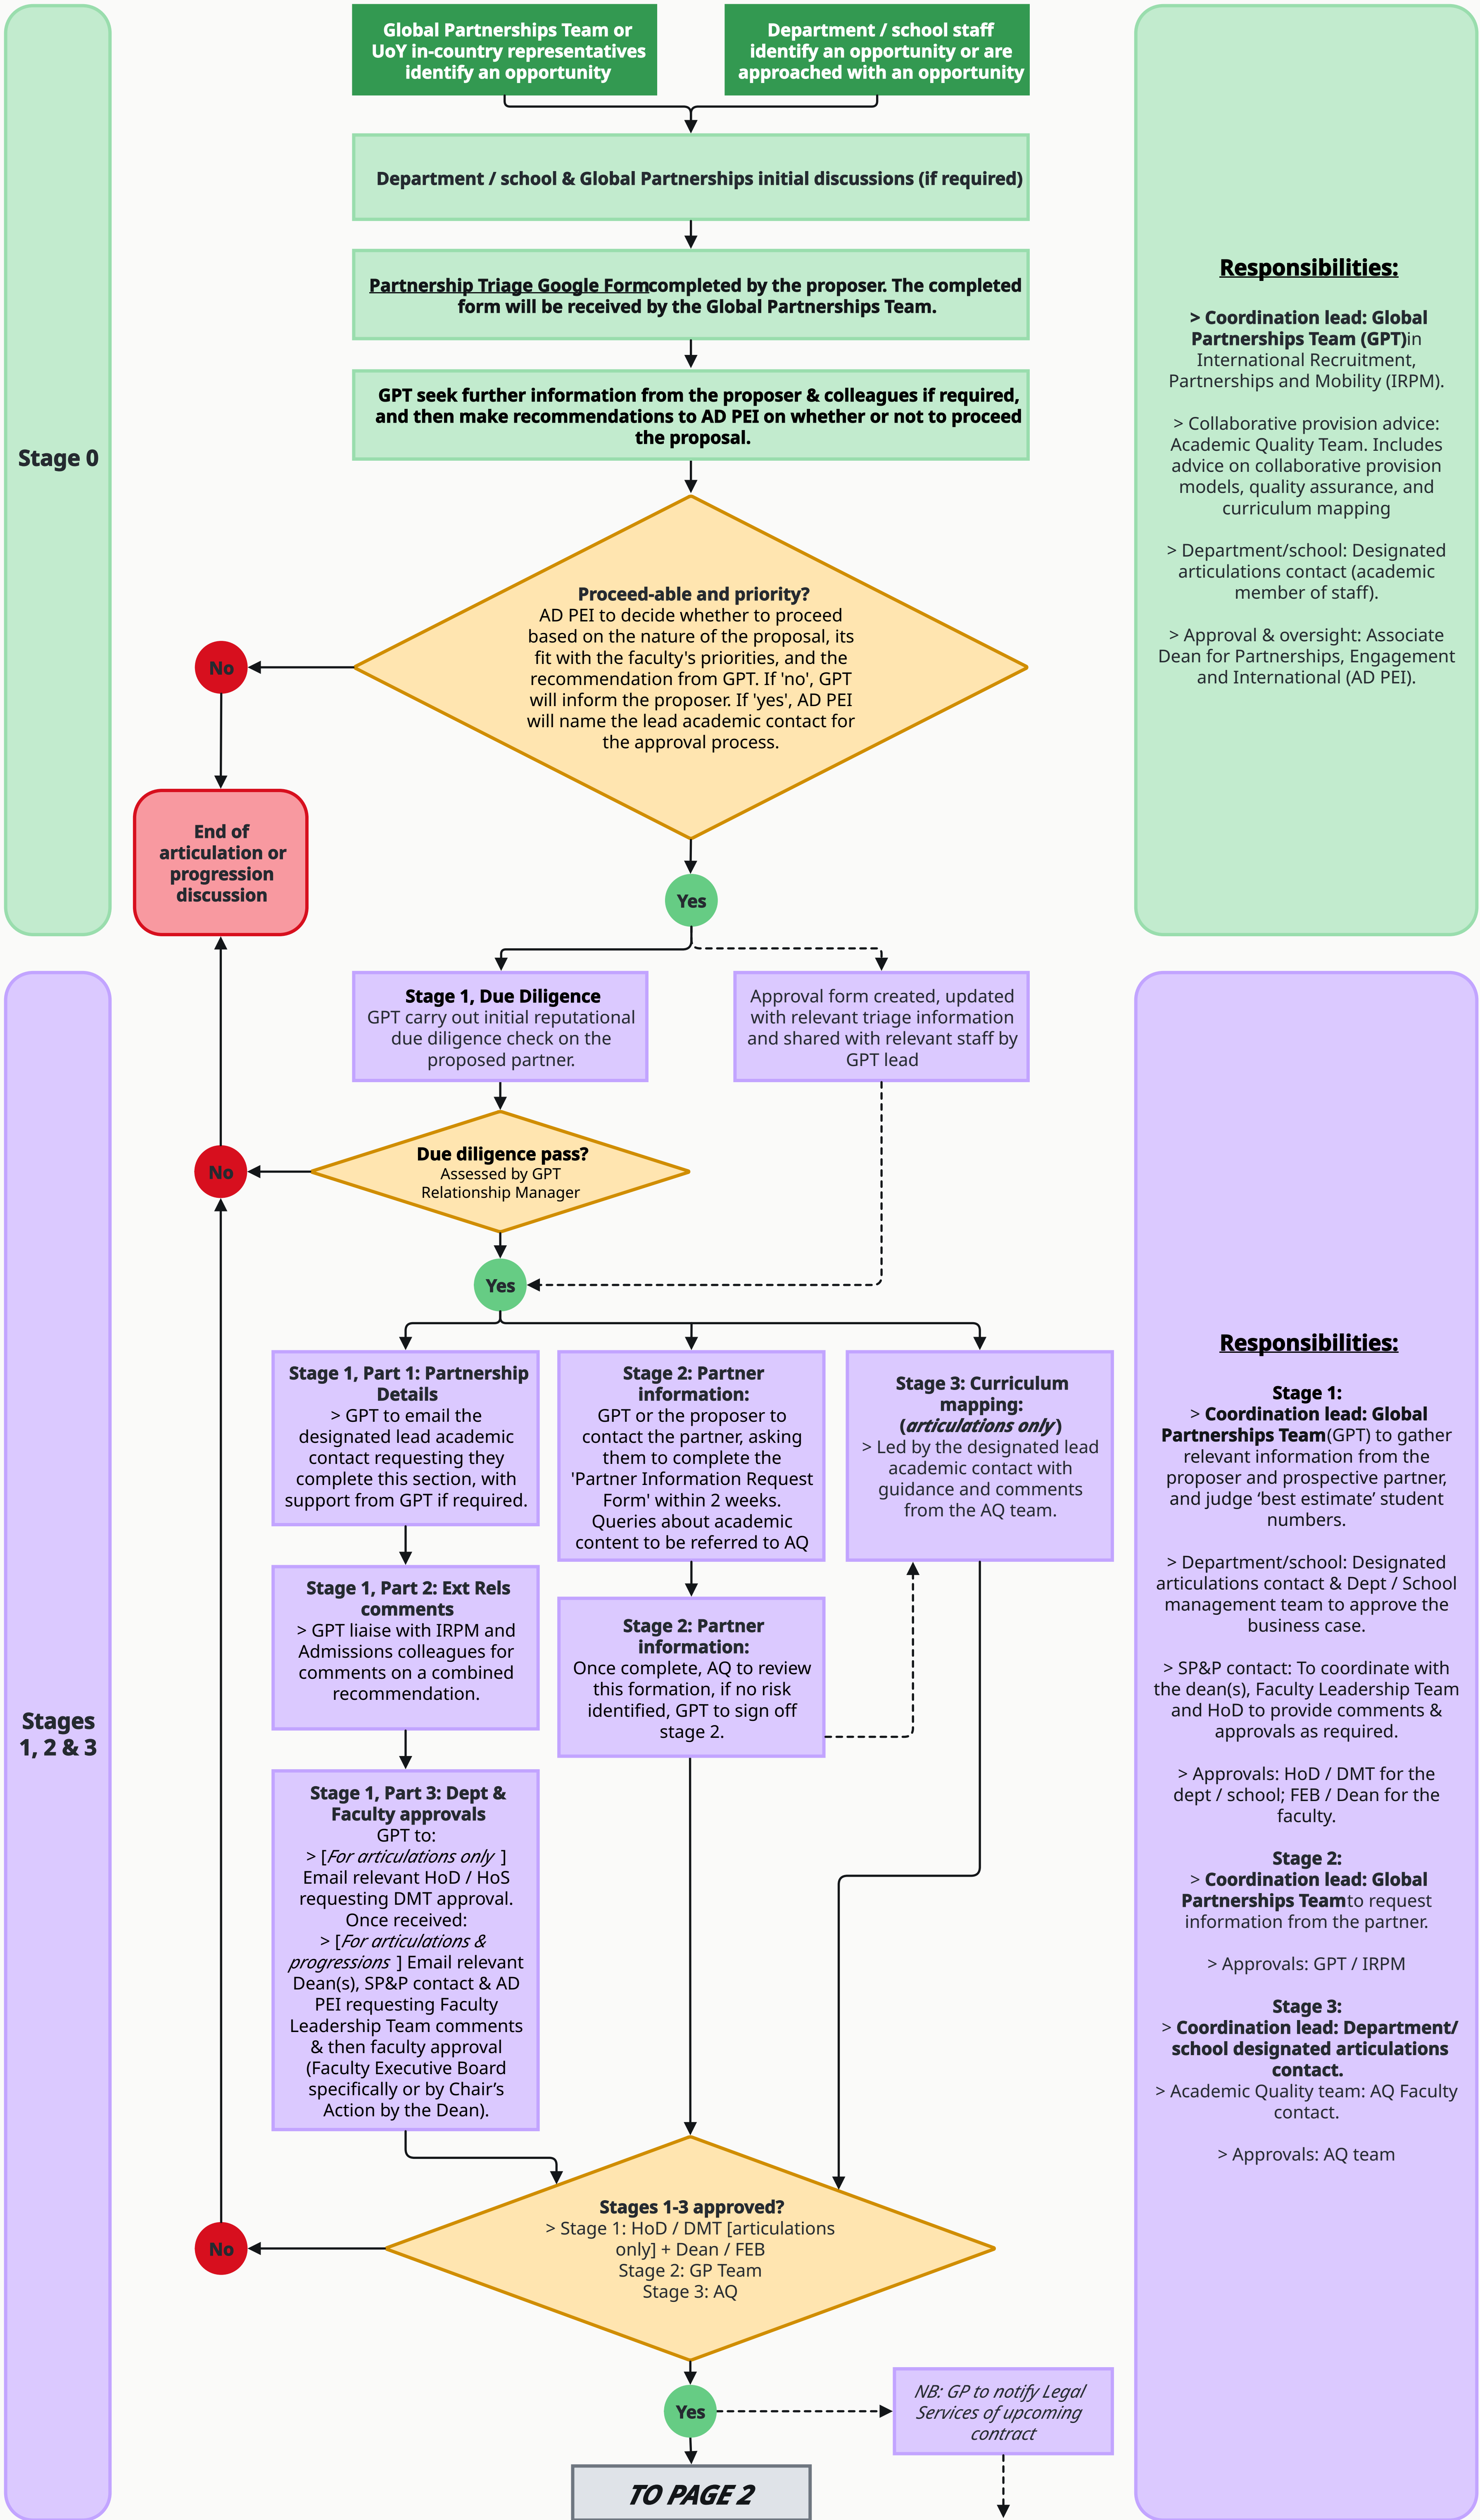 Global Partnerships Team or
UoY in-country representatives
identify an opportunity
Department / school staff
identify an opportunity or are
approached with an opportunity
Department / school & Global Partnerships initial discussions (if required)
Partnership Triage Google Formcompleted by the proposer. The completed
form will be received by the Global Partnerships Team.
GPT seek further information from the proposer & colleagues if required,
and then make recommendations to AD PEI on whether or not to proceed
the proposal.
Stage 0
Proceed-able and priority?
AD PEI to decide whether to proceed
based on the nature of the proposal, its
fit with the faculty's priorities, and the
recommendation from GPT. If 'no', GPT
will inform the proposer. If 'yes', AD PEI
will name the lead academic contact for
the approval process.
No
End of
articulation or
progression
discussion
Yes
Responsibilities:
> Coordination lead: Global
Partnerships Team (GPT)in
International Recruitment,
Partnerships and Mobility (IRPM).
> Collaborative provision advice:
Academic Quality Team. Includes
advice on collaborative provision
models, quality assurance, and
curriculum mapping
> Department/school: Designated
articulations contact (academic
member of staff).
> Approval & oversight: Associate
Dean for Partnerships, Engagement
and International (AD PEI).
Stage 1, Due Diligence
GPT carry out initial reputational
due diligence check on the
proposed partner.
Approval form created, updated
with relevant triage information
and shared with relevant staff by
GPT lead
Due diligence pass?
Assessed by GPT
Relationship Manager
No
Yes
Stage 1, Part 1: Partnership
Details
> GPT to email the
designated lead academic
contact requesting they
complete this section, with
support from GPT if required.
Stage 2: Partner
information:
GPT or the proposer to
contact the partner, asking
them to complete the
'Partner Information Request
Form' within 2 weeks.
Queries about academic
content to be referred to AQ
Stage 3: Curriculum
mapping:
(articulations only)
> Led by the designated lead
academic contact with
guidance and comments
from the AQ team.
Stage 1, Part 2: Ext Rels
comments
> GPT liaise with IRPM and
Admissions colleagues for
comments on a combined
recommendation.
Stage 2: Partner
information:
Once complete, AQ to review
this formation, if no risk
identified, GPT to sign off
stage 2.
Stages
1, 2 & 3
Stage 1, Part 3: Dept &
Faculty approvals
GPT to:
> [For articulations only ]
Email relevant HoD / HoS
requesting DMT approval.
Once received:
> [For articulations &
progressions ] Email relevant
Dean(s), SP&P contact & AD
PEI requesting Faculty
Leadership Team comments
& then faculty approval
(Faculty Executive Board
specifically or by Chair’s
Action by the Dean).
Stages 1-3 approved?
> Stage 1: HoD / DMT [articulations
only] + Dean / FEB
Stage 2: GP Team
Stage 3: AQ
No
Yes
NB: GP to notify Legal
Services of upcoming
contract
TO PAGE 2
Responsibilities:
Stage 1:
> Coordination lead: Global
Partnerships Team(GPT) to gather
relevant information from the
proposer and prospective partner,
and judge ‘best estimate’ student
numbers.
> Department/school: Designated
articulations contact & Dept / School
management team to approve the
business case.
> SP&P contact: To coordinate with
the dean(s), Faculty Leadership Team
and HoD to provide comments &
approvals as required.
> Approvals: HoD / DMT for the
dept / school; FEB / Dean for the
faculty.
Stage 2:
> Coordination lead: Global
Partnerships Teamto request
information from the partner.
> Approvals: GPT / IRPM
Stage 3:
> Coordination lead: Department/
school designated articulations
contact.
> Academic Quality team: AQ Faculty
contact.
> Approvals: AQ team